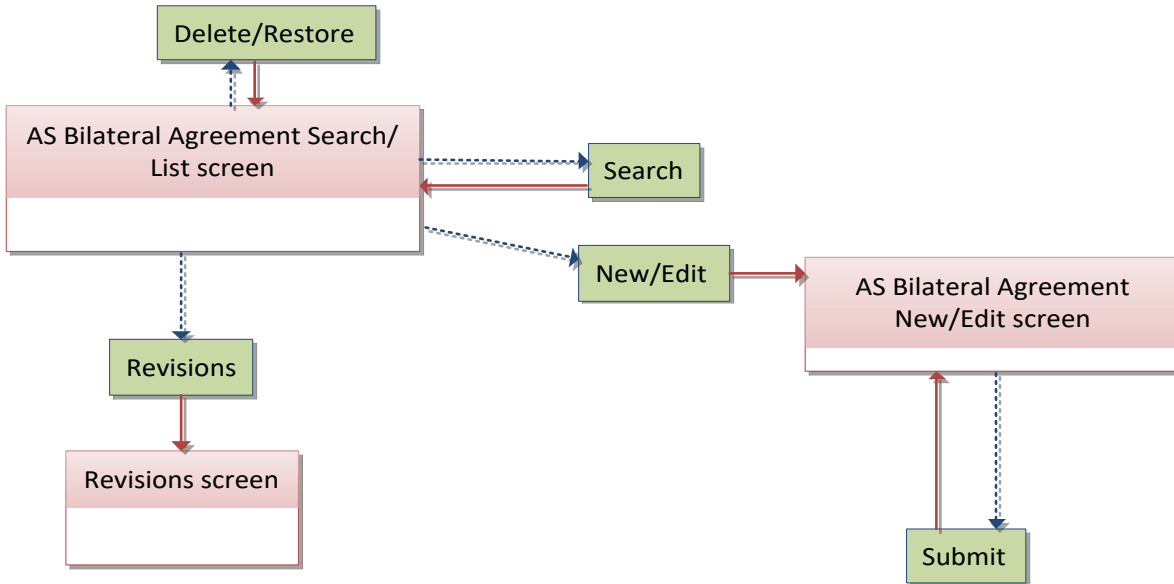 Delete/Restore
AS Bilateral Agreement Search/
List screen
Search
New/Edit
AS Bilateral Agreement
New/Edit screen
Revisions
Revisions screen
Submit